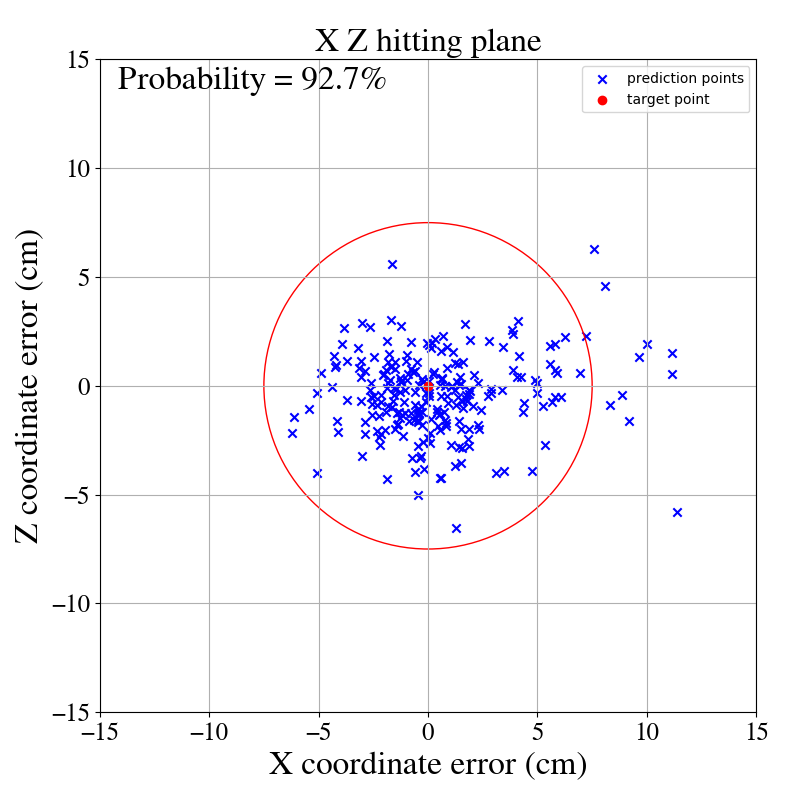 X Z hitting plane
Probability = 92.7%
prediction points
target point
15
10
5
0
−5
−10
−15
Z coordinate error (cm)
−15 −10 −5 0 5 10 15
X coordinate error (cm)